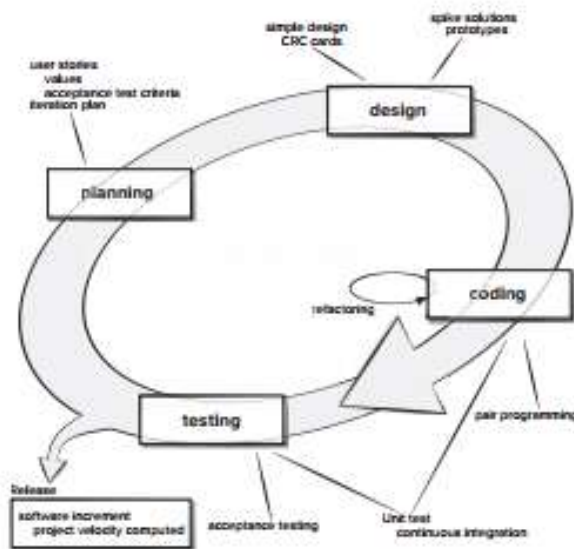 simple design
CRC cards
spike solutions
prototypes
user stories
values
acceptance test criteria
iteration plan
design
planning
coding
refactoring
testing
pair programming
Release
software increment
project velocity computed
acceptance testing
Unit test
continuous integration